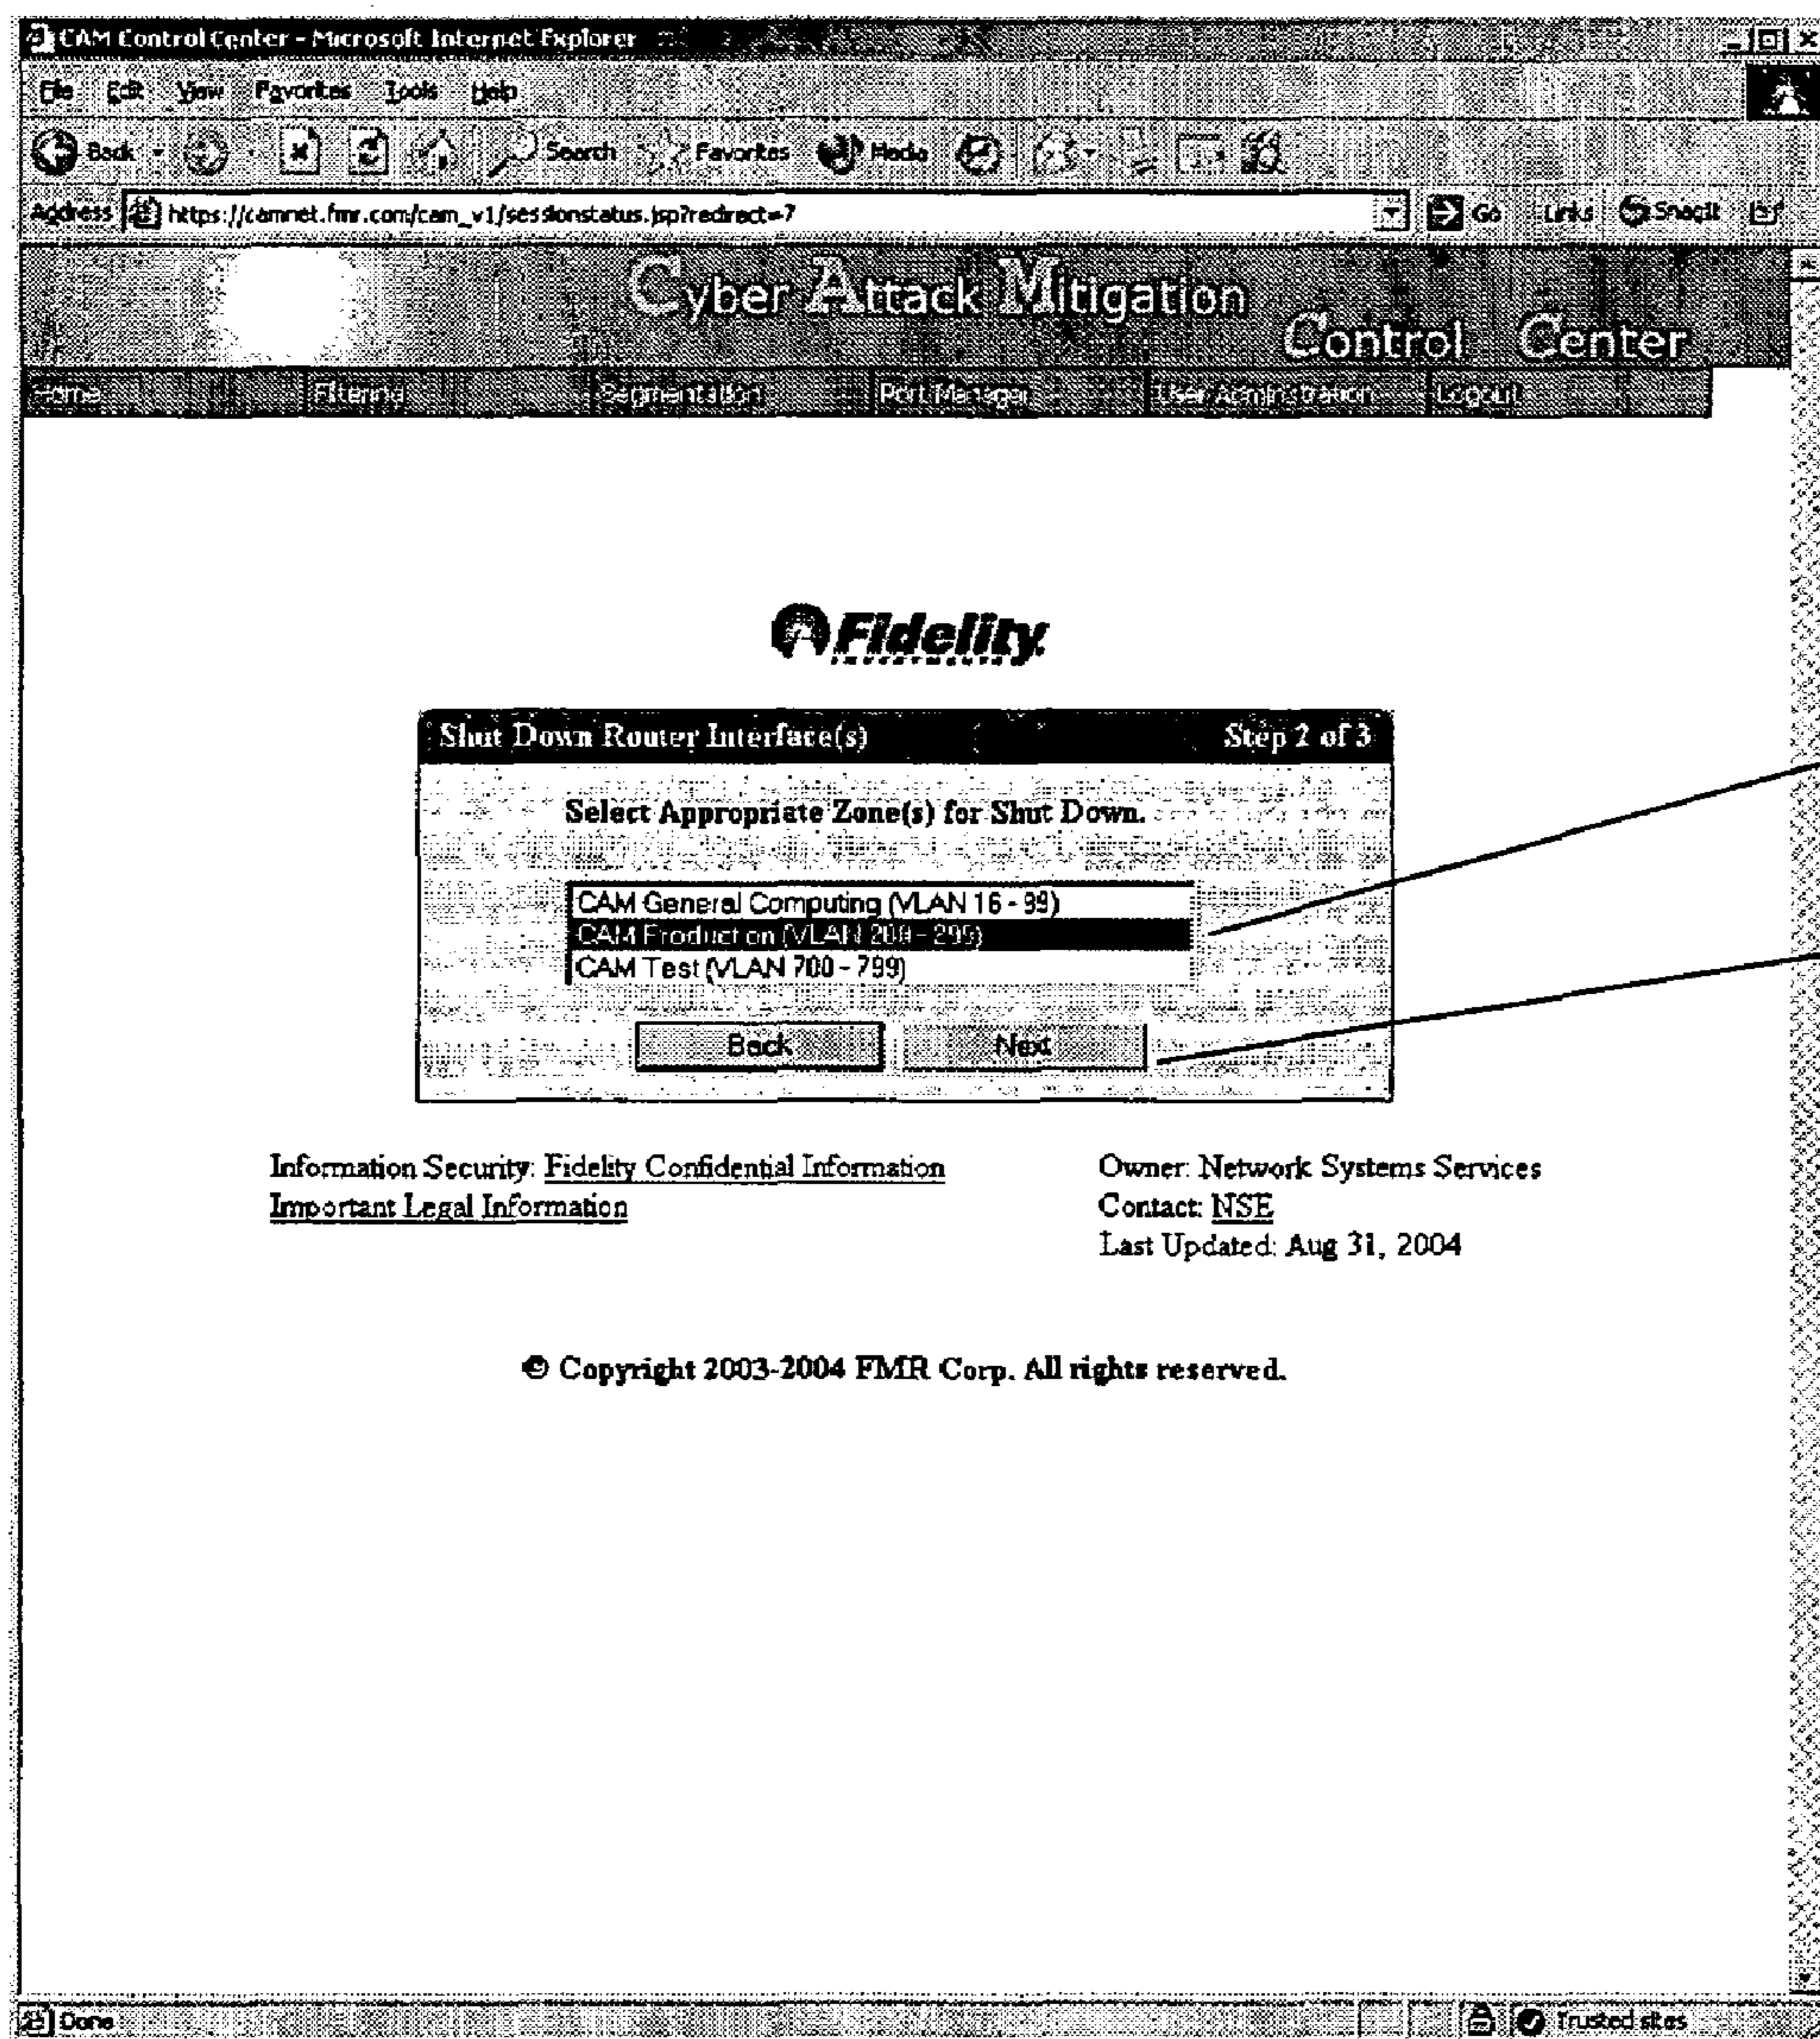 CAM Control Center - Microsoft Internet Explorer
File Edit View Favorites Tools Help
Back Search Favorites Media
Address https://camnet.fmr.com/cam_v1/sessionstatus.jsp?redirect=7 Go Links SnagIt
Cyber Attack Mitigation
Control Center
Home Filtering Segmentation Port Manager User Administration Logout
Fidelity
INVESTMENTS
Shut Down Router Interface(s) Step 2 of 3
Select Appropriate Zone(s) for Shut Down.
CAM General Computing (VLAN 16 - 99)
CAM Production (VLAN 200 - 299)
CAM Test (VLAN 700 - 799)
Back Next
Information Security: Fidelity Confidential Information
Important Legal Information
Owner: Network Systems Services
Contact: NSE
Last Updated: Aug 31, 2004
© Copyright 2003-2004 FMR Corp. All rights reserved.
Done Trusted sites